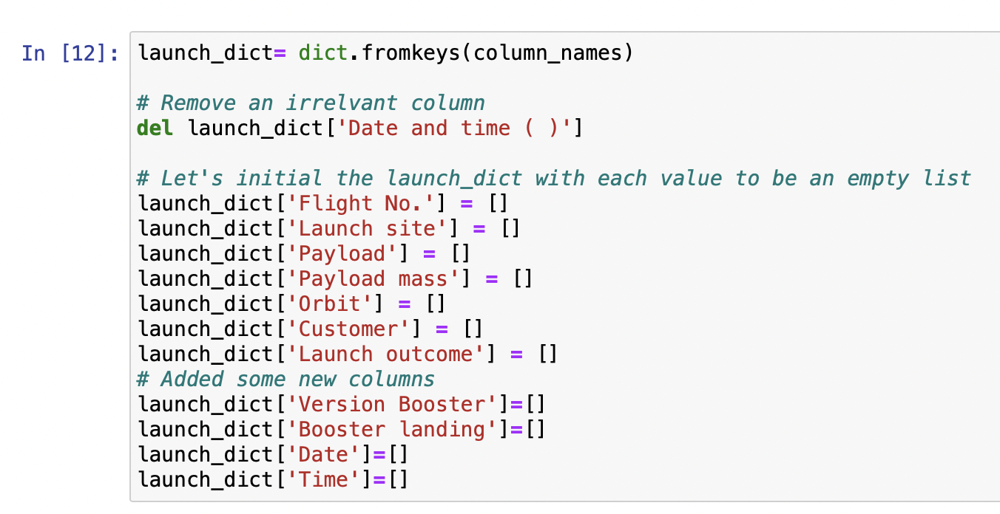 In [12]: launch_dict= dict.fromkeys(column_names)
# Remove an irrelvant column
del launch_dict['Date and time ( )']
# Let's initial the launch_dict with each value to be an empty list
launch_dict['Flight No.'] = []
launch_dict['Launch site'] = []
launch_dict['Payload'] = []
launch_dict['Payload mass'] = []
launch_dict['Orbit'] = []
launch_dict['Customer'] = []
launch_dict['Launch outcome'] = []
# Added some new columns
launch_dict['Version Booster']=[]
launch_dict['Booster landing']=[]
launch_dict['Date']=[]
launch_dict['Time']=[]